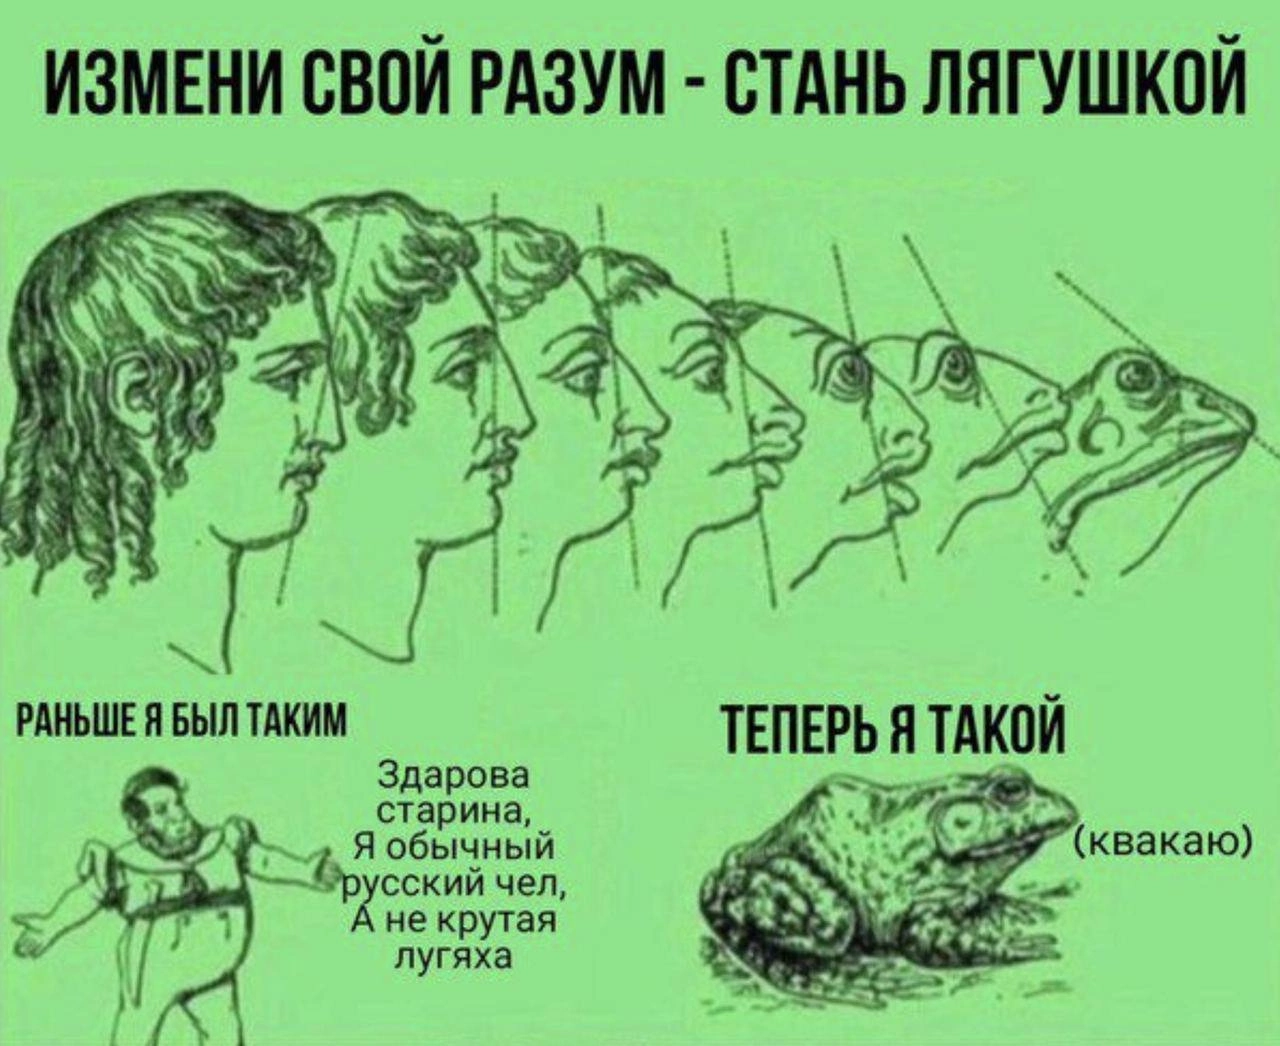 ИЗМЕНИ СВОЙ РАЗУМ - СТАНЬ ЛЯГУШКОЙ
РАНЬШЕ Я БЫЛ ТАКИМ
Здарова
старина,
Я обычный
русский чел,
А не крутая
лугяха
ТЕПЕРЬ Я ТАКОЙ
(квакаю)